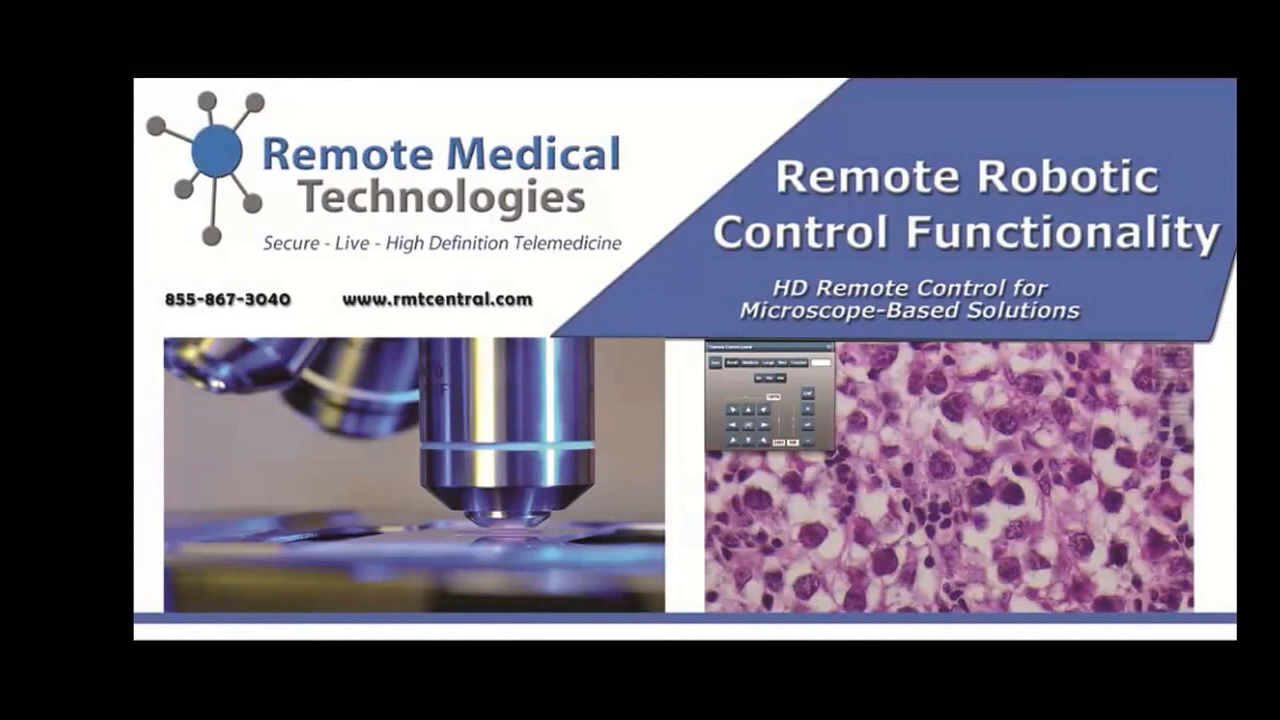 Remote Medical
Technologies
Secure - Live - High Definition Telemedicine
855-867-3040
www.rmtcentral.com
Remote Robotic
Control Functionality
HD Remote Control for
Microscope-Based Solutions